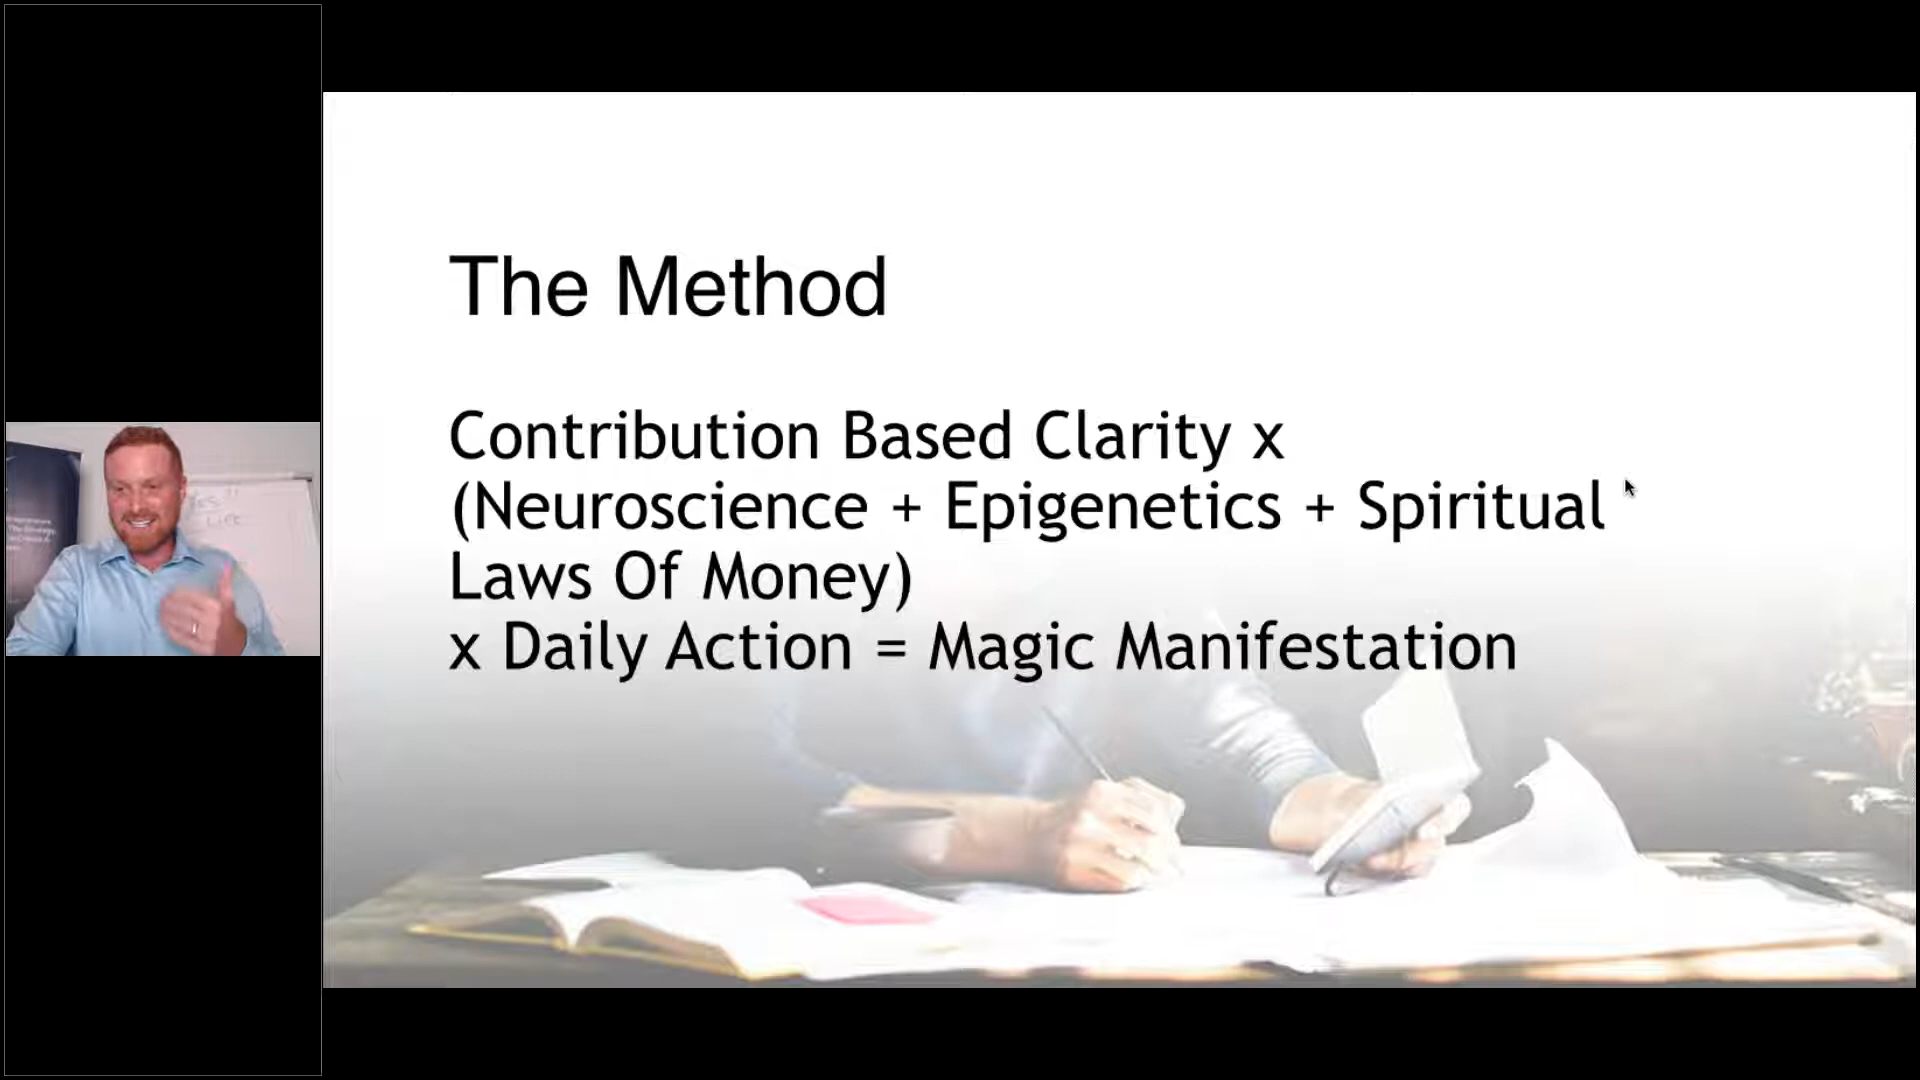 The Method
Contribution Based Clarity x
(Neuroscience + Epigenetics + Spiritual
Laws Of Money)
x Daily Action = Magic Manifestation